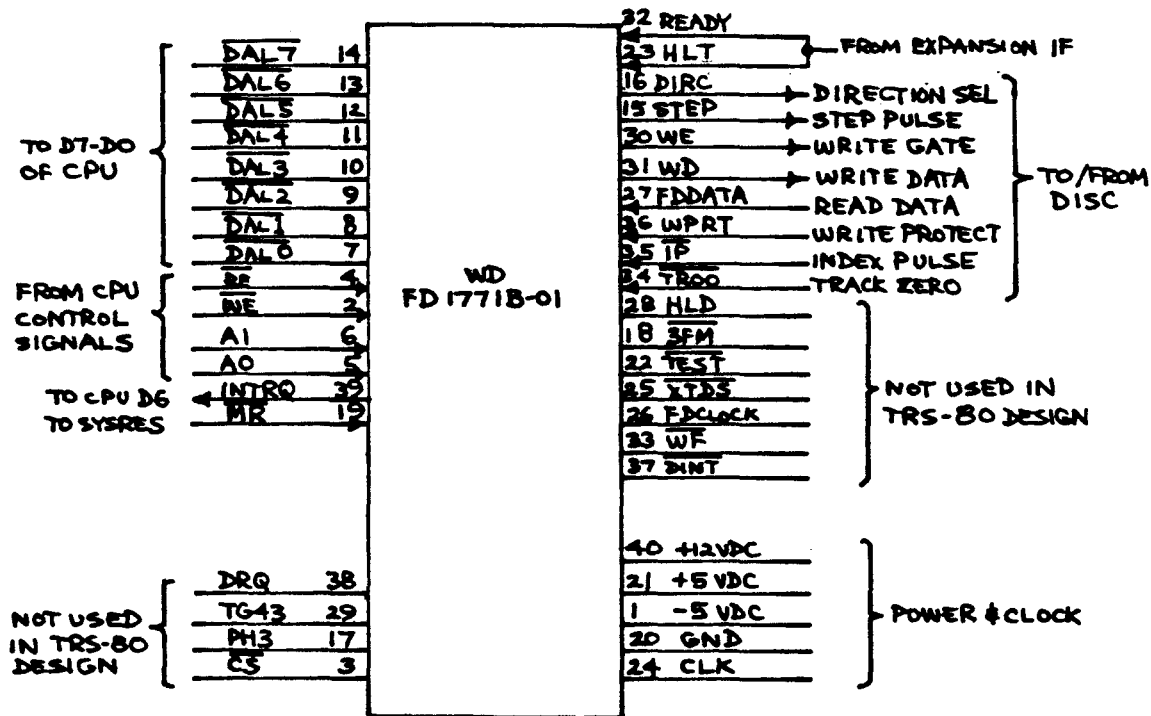 DAL7 14
DAL6 13
DAL5 12
DAL4 11
DAL3 10
DAL2 9
DAL1 8
DAL0 7
TO D7-D0
OF CPU
RE 4
WE 2
A1 6
A0 5
FROM CPU
CONTROL
SIGNALS
INTRQ 39
MR 19
TO CPU D6
TO SYSRES
DRQ 38
TG43 29
PH3 17
CS 3
NOT USED
IN TRS-80
DESIGN
WD
FD1771B-01
32 READY
23 HLT
FROM EXPANSION IF
16 DIRC DIRECTION SEL
15 STEP STEP PULSE
30 WE WRITE GATE
31 WD WRITE DATA
27 FDDATA READ DATA
36 WPRT WRITE PROTECT
35 IP INDEX PULSE
34 TROO TRACK ZERO
TO/FROM
DISC
28 HLD
18 3FM
22 TEST
25 XTDS
26 FDCLOCK
33 WF
37 DINT
NOT USED IN
TRS-80 DESIGN
40 +12VDC
21 +5 VDC
1 -5 VDC
20 GND
24 CLK
POWER & CLOCK